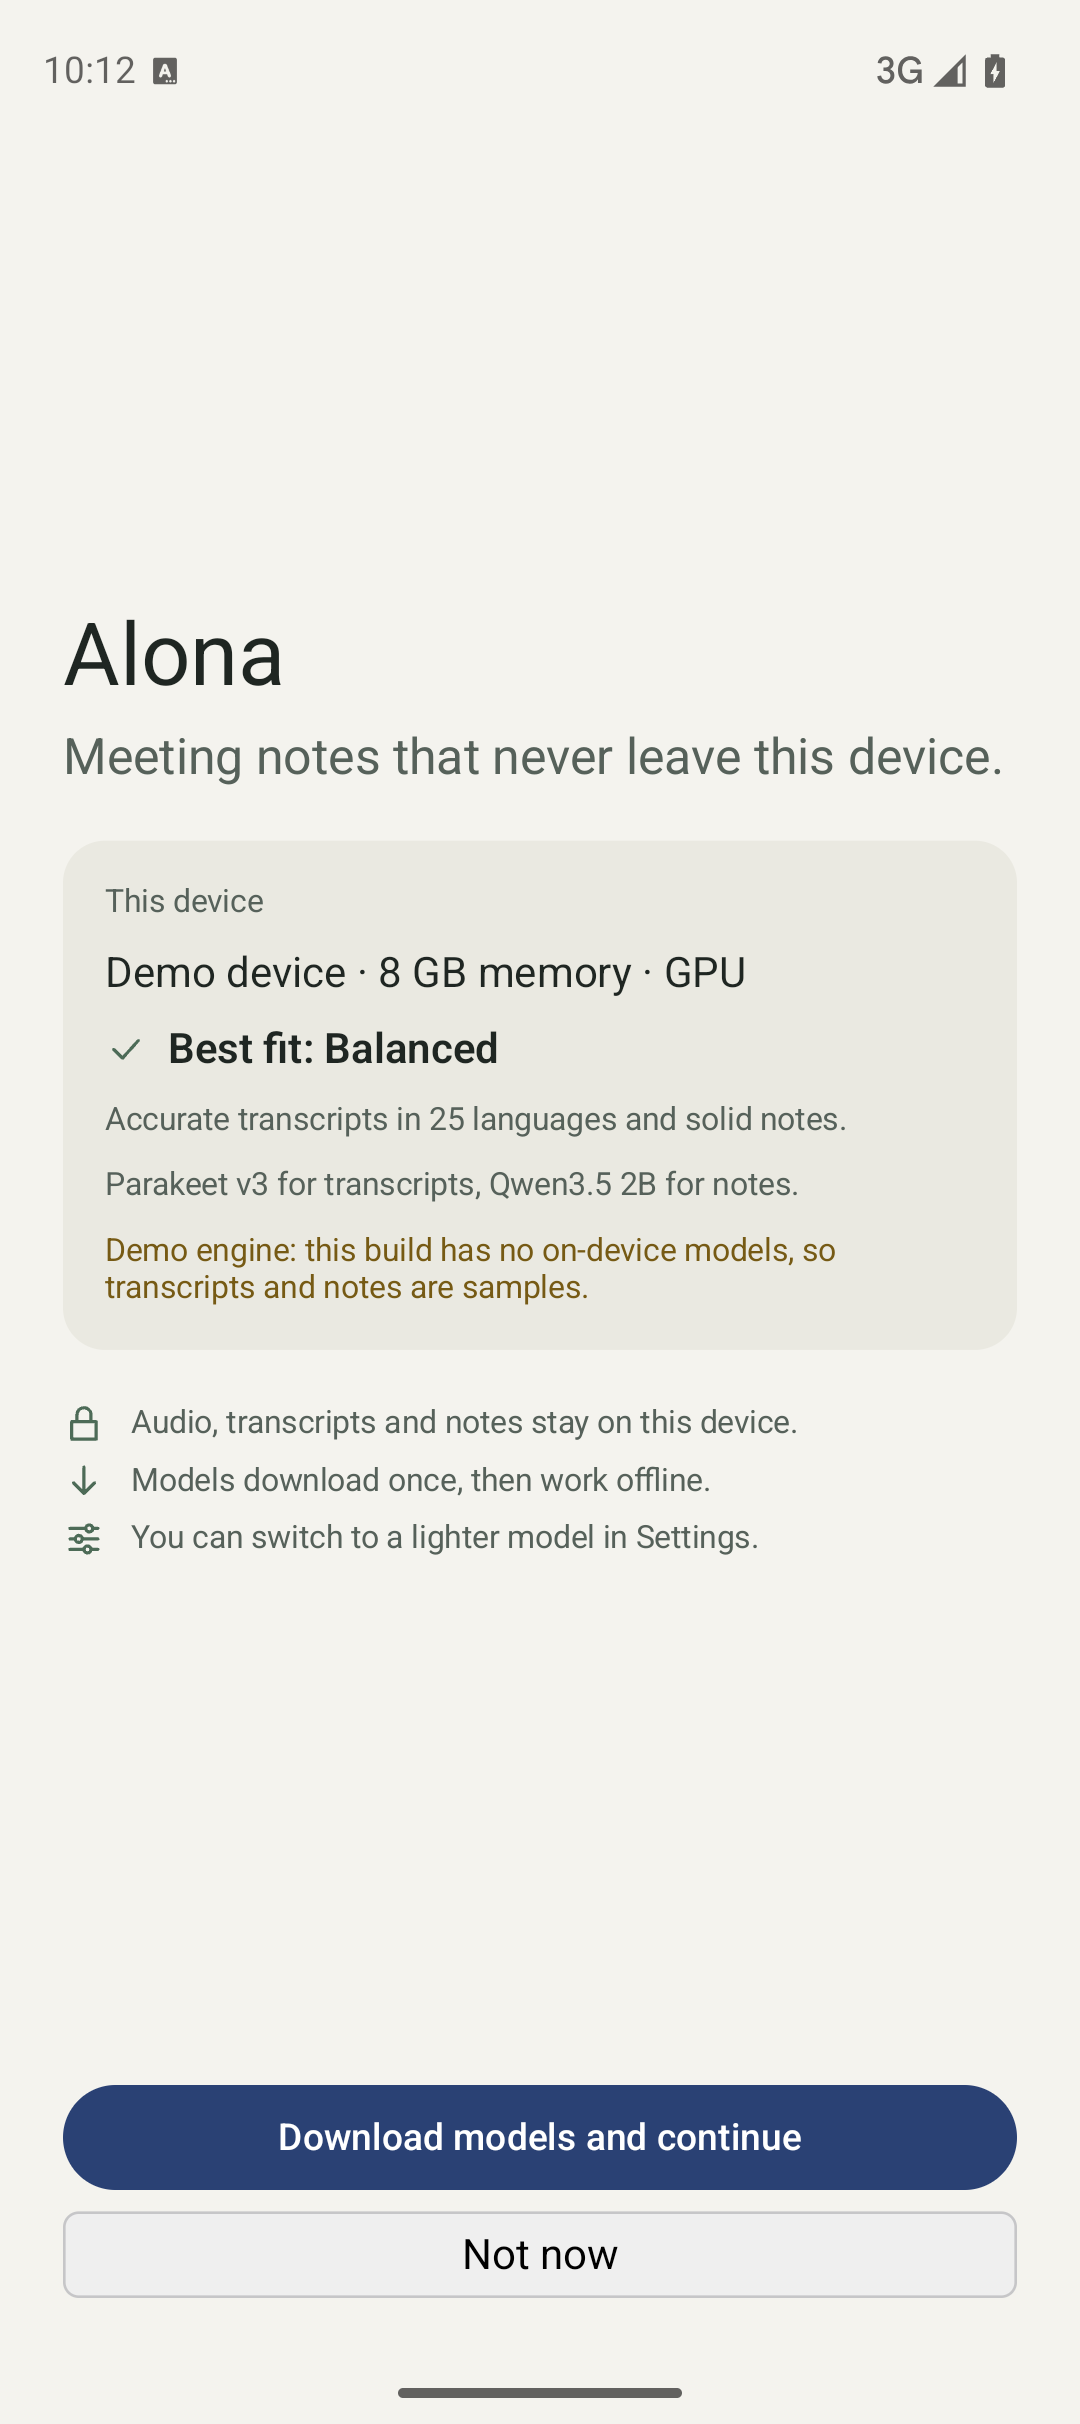 10:12
3G
Alona
Meeting notes that never leave this device.
This device
Demo device · 8 GB memory · GPU
Best fit: Balanced
Accurate transcripts in 25 languages and solid notes.
Parakeet v3 for transcripts, Qwen3.5 2B for notes.
Demo engine: this build has no on-device models, so
transcripts and notes are samples.
Audio, transcripts and notes stay on this device.
Models download once, then work offline.
You can switch to a lighter model in Settings.
Download models and continue
Not now